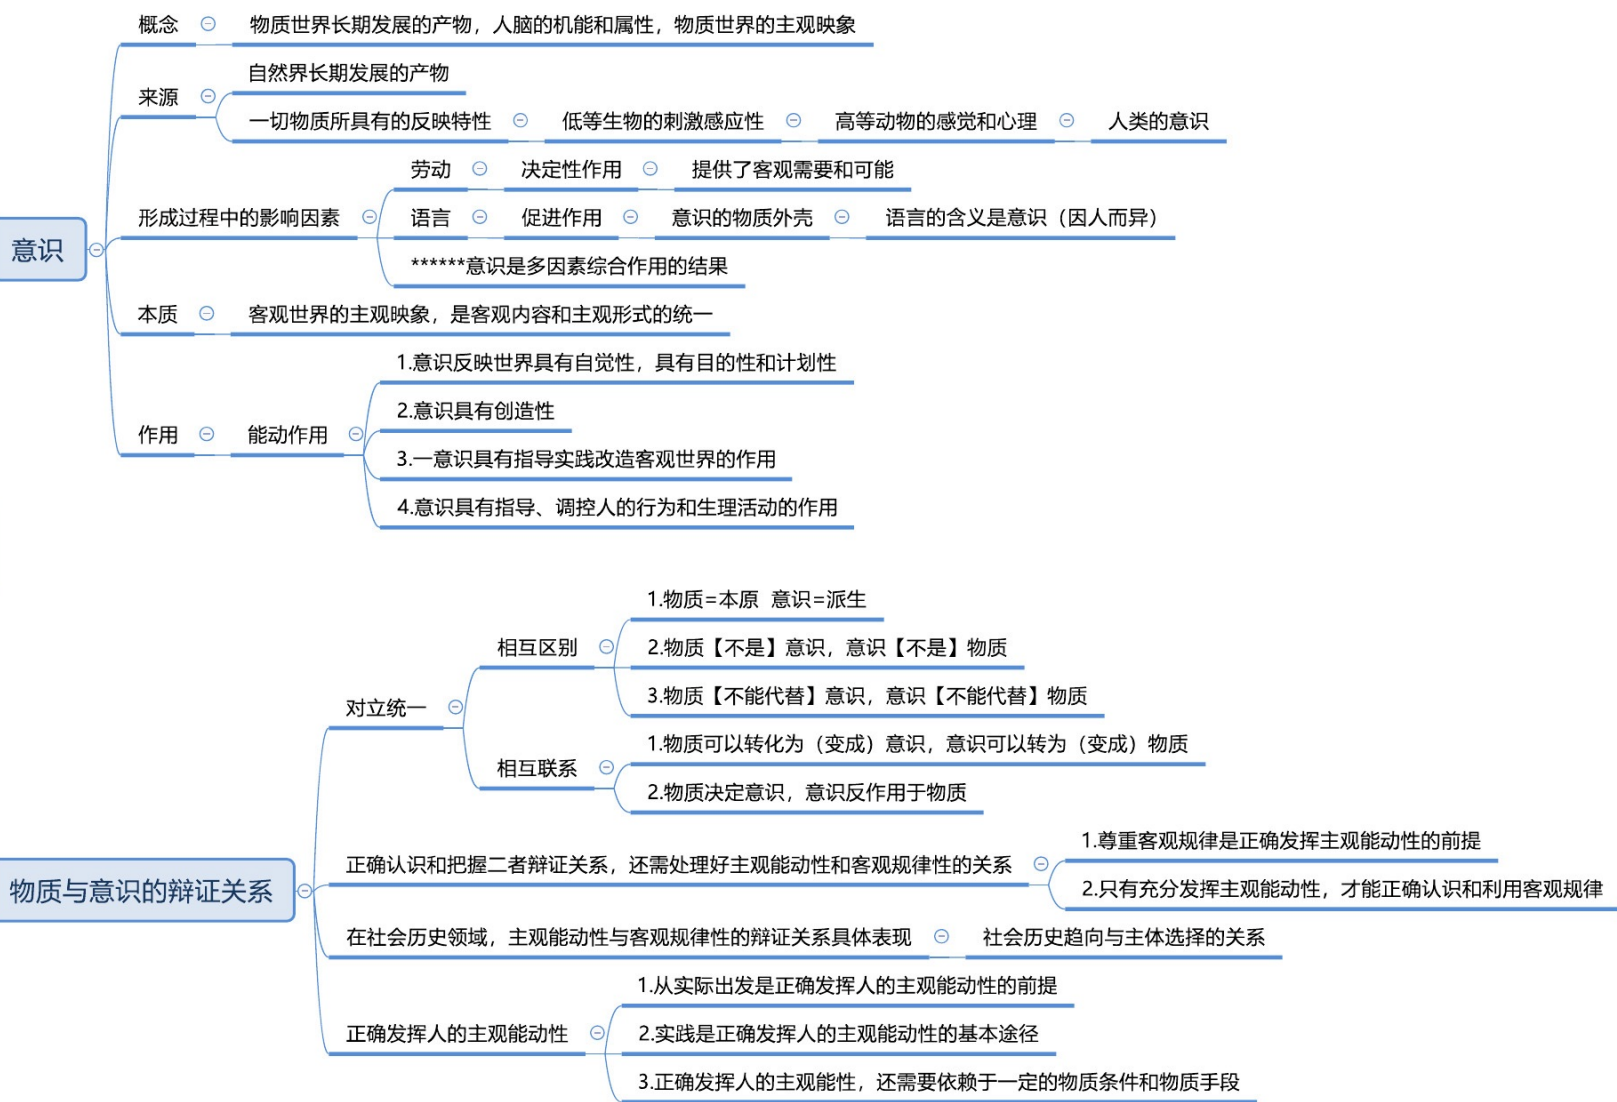 概念
物质世界长期发展的产物，人脑的机能和属性，物质世界的主观映象
来源
自然界长期发展的产物
一切物质所具有的反映特性
低等生物的刺激感应性
高等动物的感觉和心理
人类的意识
意识
形成过程中的影响因素
劳动
决定性作用
提供了客观需要和可能
语言
促进作用
意识的物质外壳
语言的含义是意识（因人而异）
******意识是多因素综合作用的结果
本质
客观世界的主观映象，是客观内容和主观形式的统一
作用
能动作用
1.意识反映世界具有自觉性，具有目的性和计划性
2.意识具有创造性
3.一意识具有指导实践改造客观世界的作用
4.意识具有指导、调控人的行为和生理活动的作用
物质与意识的辩证关系
对立统一
相互区别
1.物质=本原 意识=派生
2.物质【不是】意识，意识【不是】物质
3.物质【不能代替】意识，意识【不能代替】物质
相互联系
1.物质可以转化为（变成）意识，意识可以转为（变成）物质
2.物质决定意识，意识反作用于物质
正确认识和把握二者辩证关系，还需处理好主观能动性和客观规律性的关系
1.尊重客观规律是正确发挥主观能动性的前提
2.只有充分发挥主观能动性，才能正确认识和利用客观规律
在社会历史领域，主观能动性与客观规律性的辩证关系具体表现
社会历史趋向与主体选择的关系
正确发挥人的主观能动性
1.从实际出发是正确发挥人的主观能动性的前提
2.实践是正确发挥人的主观能动性的基本途径
3.正确发挥人的主观能性，还需要依赖于一定的物质条件和物质手段